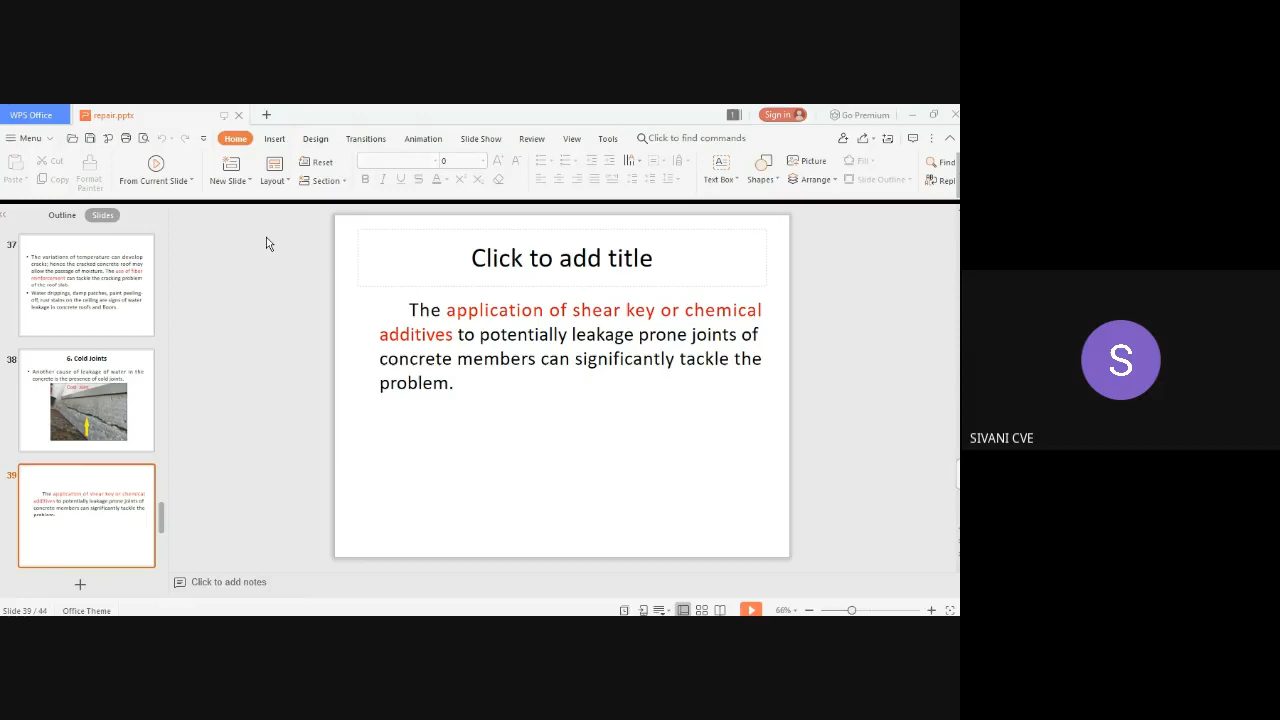 WPS Office
repair.pptx
1
Sign in
Go Premium
Menu
Home
Insert
Design
Transitions
Animation
Slide Show
Review
View
Tools
Click to find commands
Paste
Cut
Copy
Format
Painter
From Current Slide
New Slide
Layout
Reset
Section
0
Text Box
Shapes
Picture
Arrange
Fill
Slide Outline
Find
Repl
Outline
Slides
37
• The variations of temperature can develop
cracks; hence the cracked concrete roof may
allow the passage of moisture. The use of fiber
reinforcement can tackle the cracking problem
of the roof slab.
• Water drippings, damp patches, paint peeling-
off, rust stains on the ceiling are signs of water
leakage in concrete roofs and floors.
38
6. Cold Joints
• Another cause of leakage of water in the
concrete is the presence of cold joints.
Cold Joint
39
The application of shear key or chemical
additives to potentially leakage prone joints of
concrete members can significantly tackle the
problem.
Click to add title
The application of shear key or chemical
additives to potentially leakage prone joints of
concrete members can significantly tackle the
problem.
Click to add notes
Slide 39 / 44
Office Theme
66%
S
SIVANI CVE